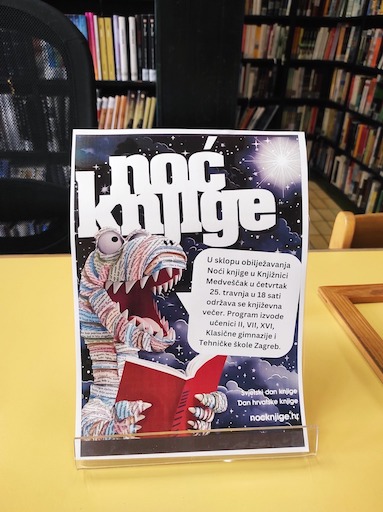 noć
knjige
U sklopu obilježavanja
Noći knjige u Knjižnici
Medveščak u četvrtak
25. travnja u 18 sati
održava se književna
večer. Program izvode
učenici II, VII, XVI,
Klasične gimnazije i
Tehničke škole Zagreb.
Svjetski dan knjige
Dan hrvatske knjige
nocknjige.hr